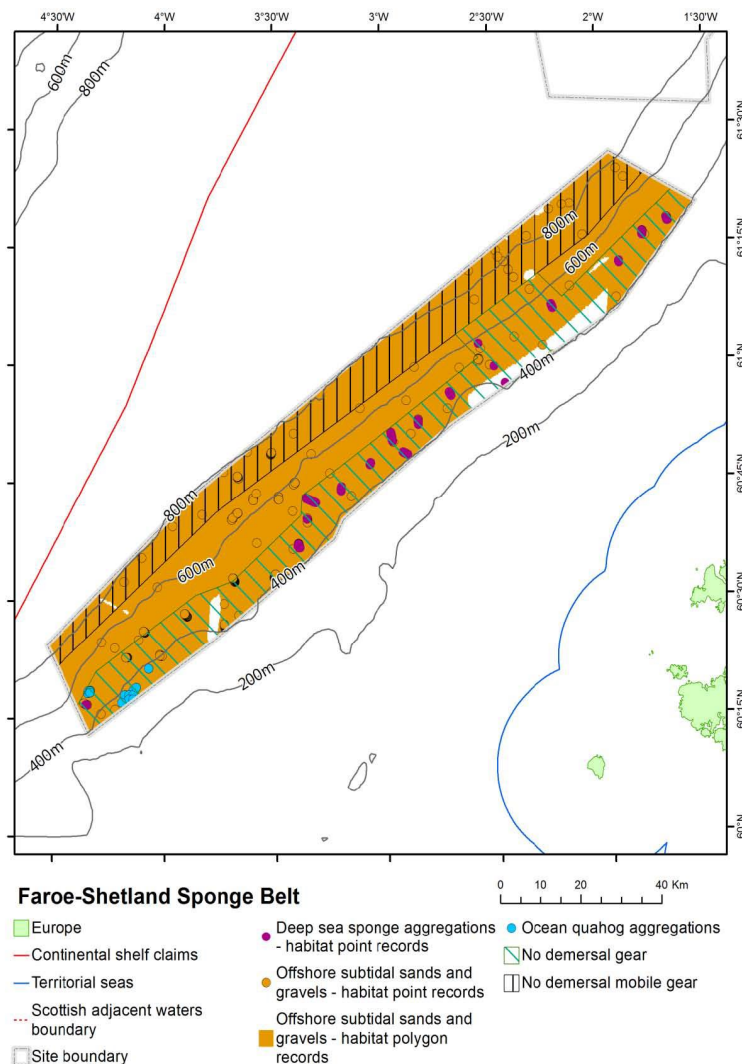 4°30'W 4°W 3°30'W 3°W 2°30'W 2°W 1°30'W
600m
800m
61°30'N
800m
61°15'N
600m
61°N
400m
200m
60°45'N
800m
600m
400m
60°30'N
200m
60°15'N
400m
60°N
Faroe-Shetland Sponge Belt
0 10 20 40 Km
Europe
Continental shelf claims
Territorial seas
Scottish adjacent waters
boundary
Site boundary
Deep sea sponge aggregations
- habitat point records
Offshore subtidal sands and
gravels - habitat point records
Offshore subtidal sands and
gravels - habitat polygon
records
Ocean quahog aggregations
No demersal gear
No demersal mobile gear